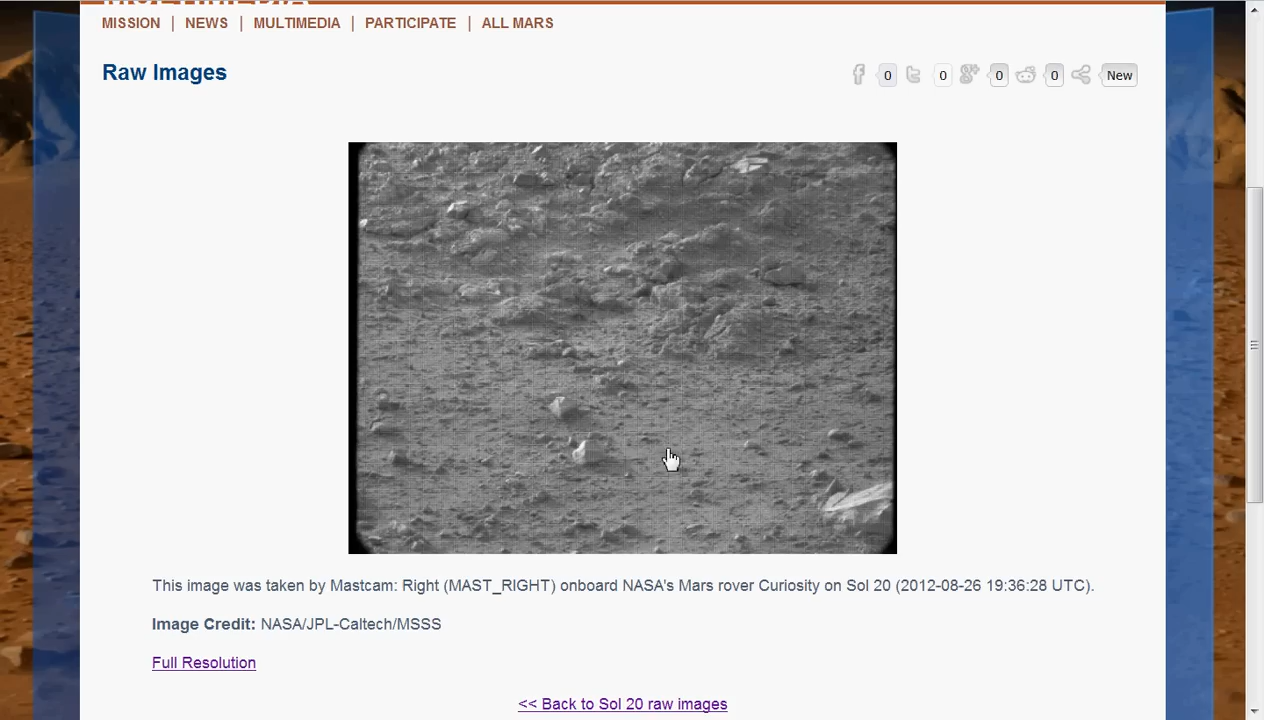 MISSION | NEWS | MULTIMEDIA | PARTICIPATE | ALL MARS
Raw Images
0 0 0 0 New
This image was taken by Mastcam: Right (MAST_RIGHT) onboard NASA's Mars rover Curiosity on Sol 20 (2012-08-26 19:36:28 UTC).
Image Credit: NASA/JPL-Caltech/MSSS
Full Resolution
<< Back to Sol 20 raw images